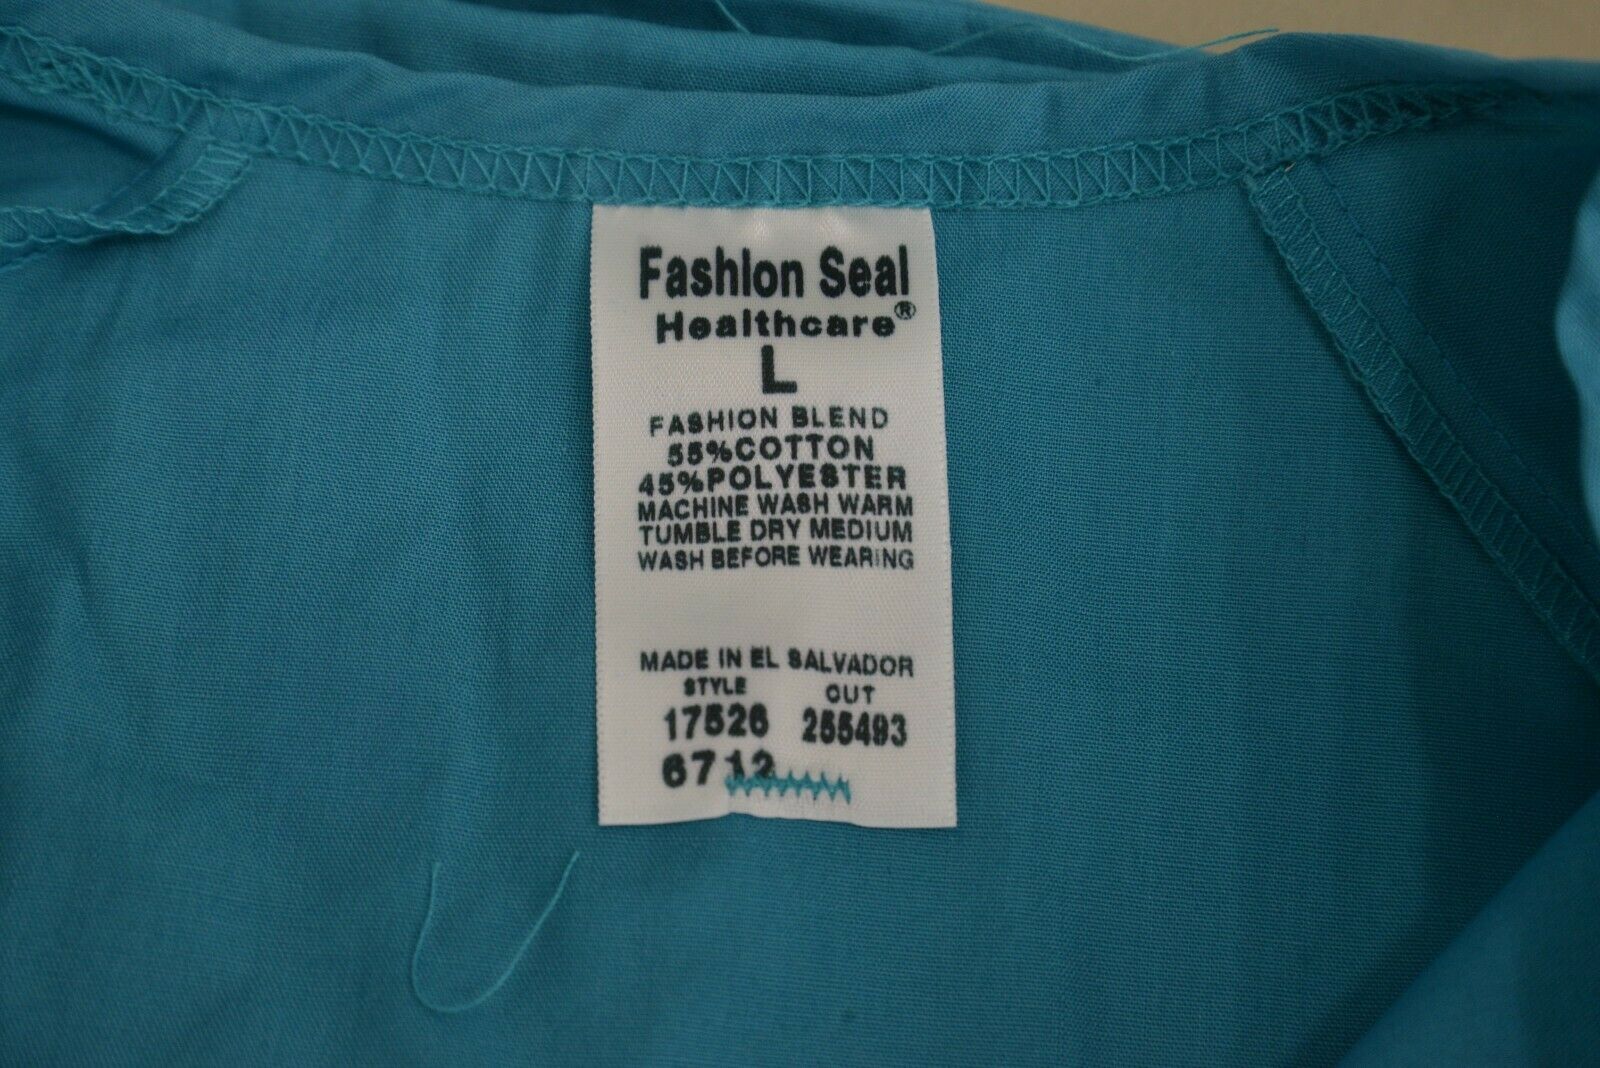 Fashion Seal
Healthcare®
L
FASHION BLEND
55%COTTON
45%POLYESTER
MACHINE WASH WARM
TUMBLE DRY MEDIUM
WASH BEFORE WEARING
MADE IN EL SALVADOR
STYLE CUT
17526 255493
6712